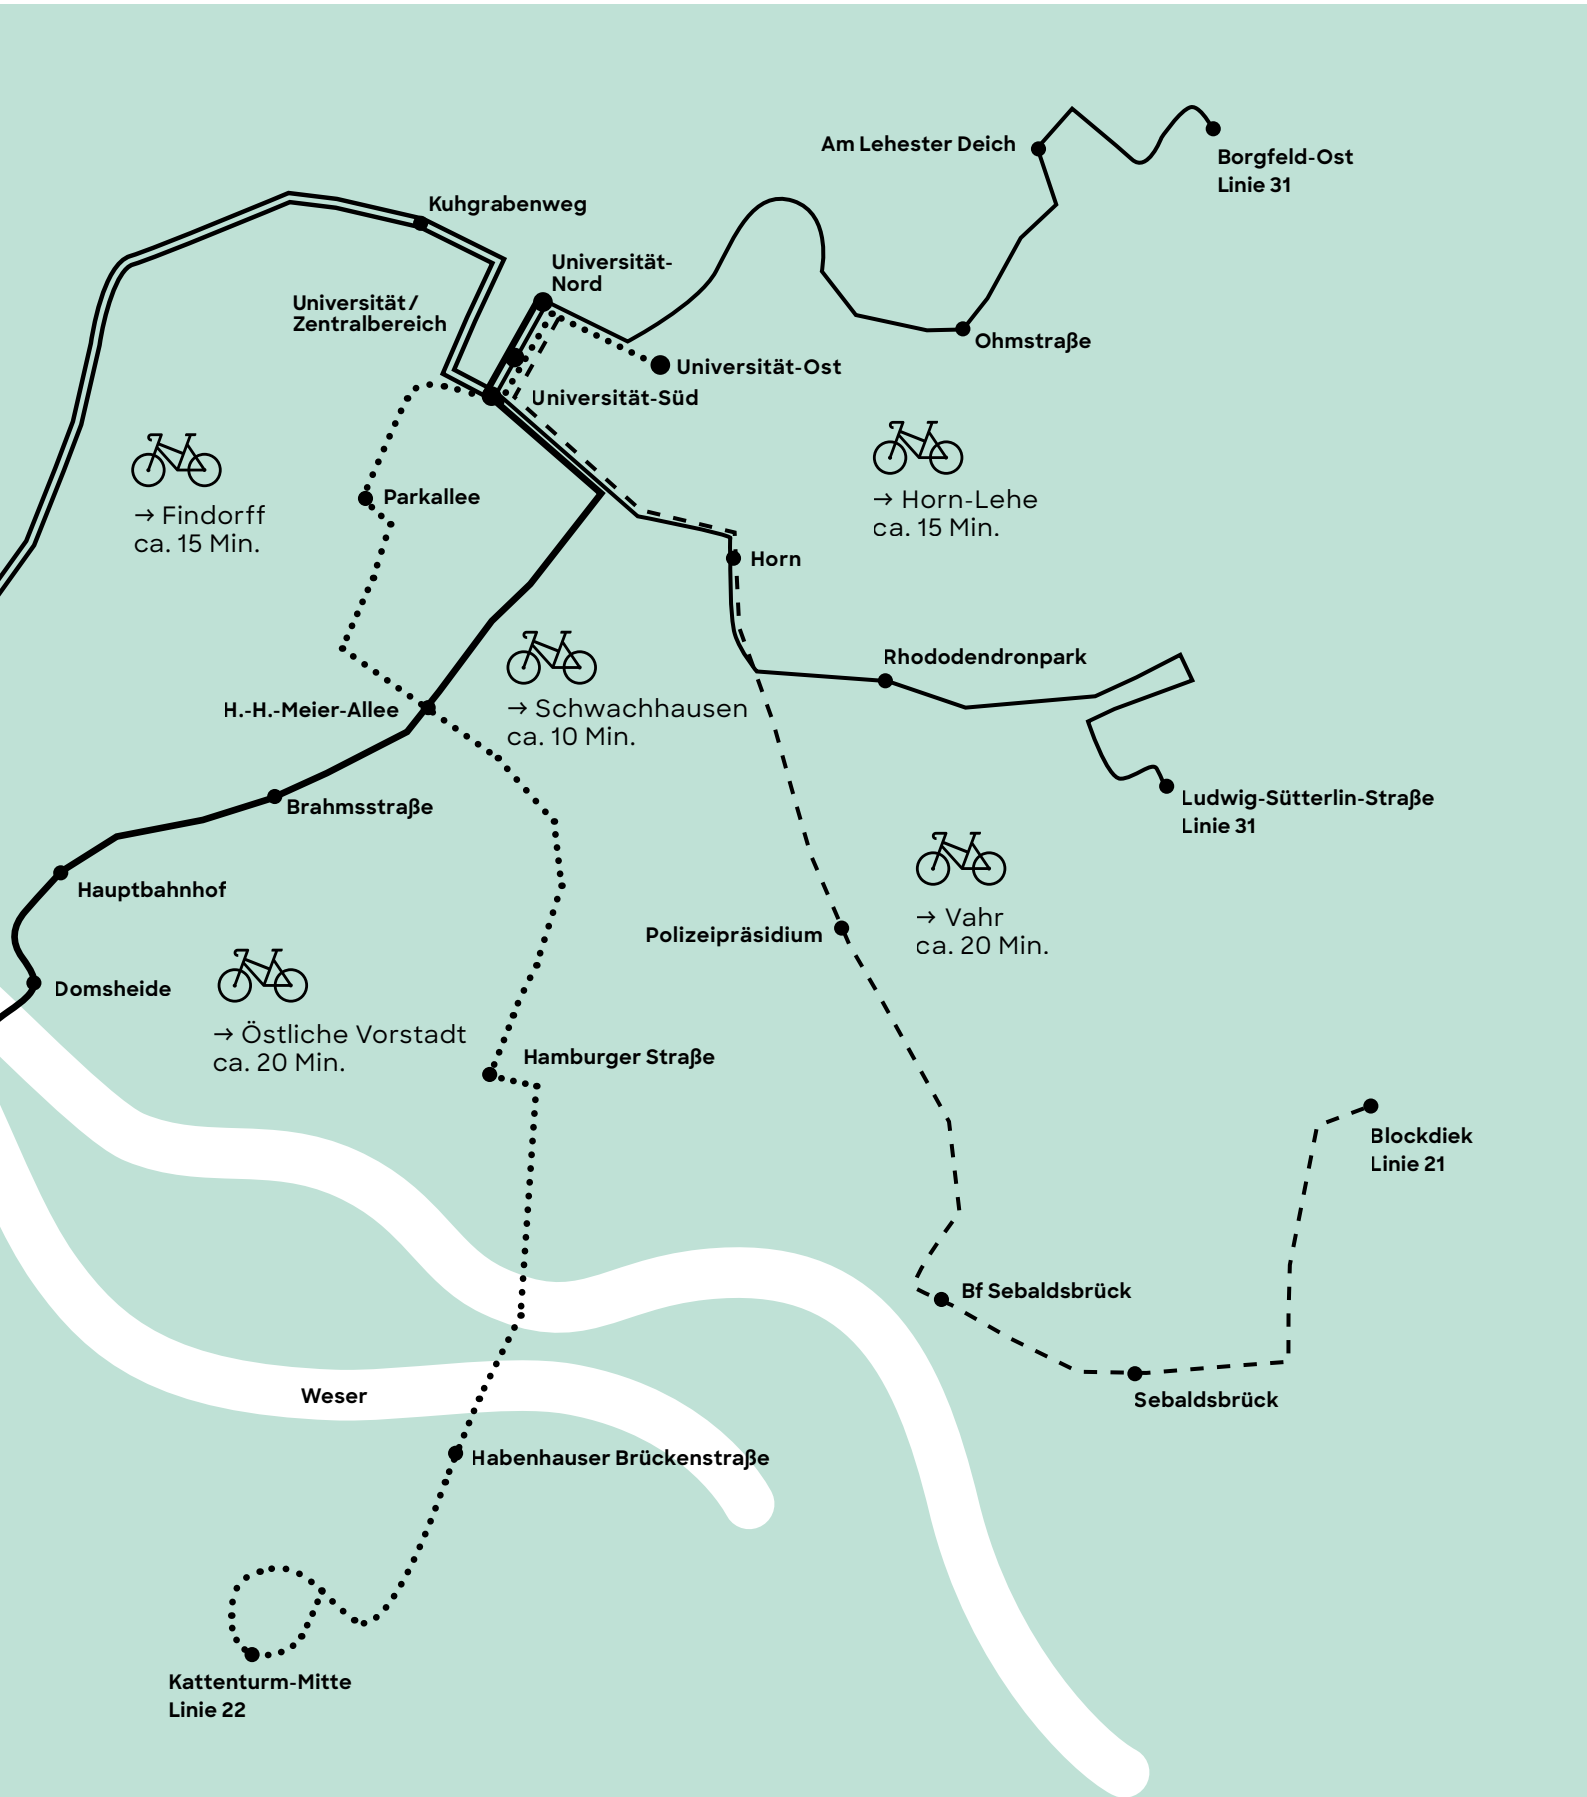 Am Lehester Deich
Borgfeld-Ost
Linie 31
Kuhgrabenweg
Universität-
Nord
Universität/
Zentralbereich
Ohmstraße
Universität-Ost
Universität-Süd
Parkallee
→ Findorff
ca. 15 Min.
→ Horn-Lehe
ca. 15 Min.
Horn
Rhododendronpark
H.-H.-Meier-Allee
→ Schwachhausen
ca. 10 Min.
Brahmsstraße
Ludwig-Sütterlin-Straße
Linie 31
Hauptbahnhof
Polizeipräsidium
→ Vahr
ca. 20 Min.
Domsheide
→ Östliche Vorstadt
ca. 20 Min.
Hamburger Straße
Blockdiek
Linie 21
Bf Sebaldsbrück
Weser
Sebaldsbrück
Habenhauser Brückenstraße
Kattenturm-Mitte
Linie 22